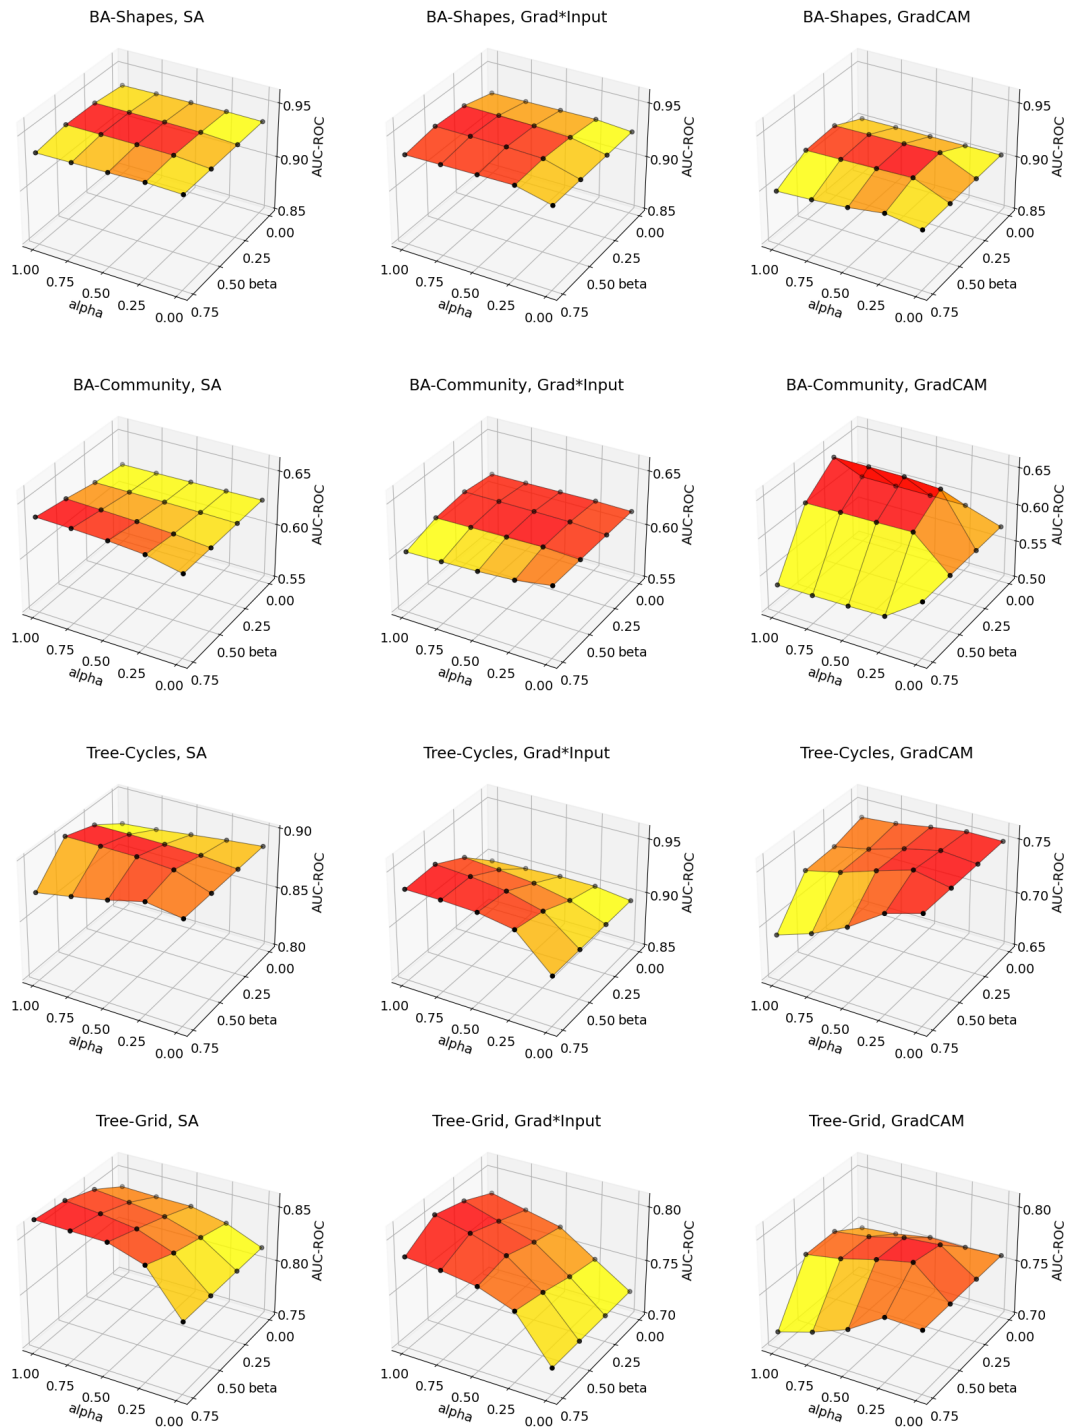 BA-Shapes, SA
0.95
0.90
0.85
AUC-ROC
0.00
0.25
0.50 beta
0.75
1.00
0.75
0.50
0.25
0.00
alpha
BA-Shapes, Grad*Input
0.95
0.90
0.85
AUC-ROC
0.00
0.25
0.50 beta
0.75
1.00
0.75
0.50
0.25
0.00
alpha
BA-Shapes, GradCAM
0.95
0.90
0.85
AUC-ROC
0.00
0.25
0.50 beta
0.75
1.00
0.75
0.50
0.25
0.00
alpha
BA-Community, SA
0.65
0.60
0.55
AUC-ROC
0.00
0.25
0.50 beta
0.75
1.00
0.75
0.50
0.25
0.00
alpha
BA-Community, Grad*Input
0.65
0.60
0.55
AUC-ROC
0.00
0.25
0.50 beta
0.75
1.00
0.75
0.50
0.25
0.00
alpha
BA-Community, GradCAM
0.65
0.60
0.55
0.50
AUC-ROC
0.00
0.25
0.50 beta
0.75
1.00
0.75
0.50
0.25
0.00
alpha
Tree-Cycles, SA
0.90
0.85
0.80
AUC-ROC
0.00
0.25
0.50 beta
0.75
1.00
0.75
0.50
0.25
0.00
alpha
Tree-Cycles, Grad*Input
0.95
0.90
0.85
AUC-ROC
0.00
0.25
0.50 beta
0.75
1.00
0.75
0.50
0.25
0.00
alpha
Tree-Cycles, GradCAM
0.75
0.70
0.65
AUC-ROC
0.00
0.25
0.50 beta
0.75
1.00
0.75
0.50
0.25
0.00
alpha
Tree-Grid, SA
0.85
0.80
0.75
AUC-ROC
0.00
0.25
0.50 beta
0.75
1.00
0.75
0.50
0.25
0.00
alpha
Tree-Grid, Grad*Input
0.80
0.75
0.70
AUC-ROC
0.00
0.25
0.50 beta
0.75
1.00
0.75
0.50
0.25
0.00
alpha
Tree-Grid, GradCAM
0.80
0.75
0.70
AUC-ROC
0.00
0.25
0.50 beta
0.75
1.00
0.75
0.50
0.25
0.00
alpha